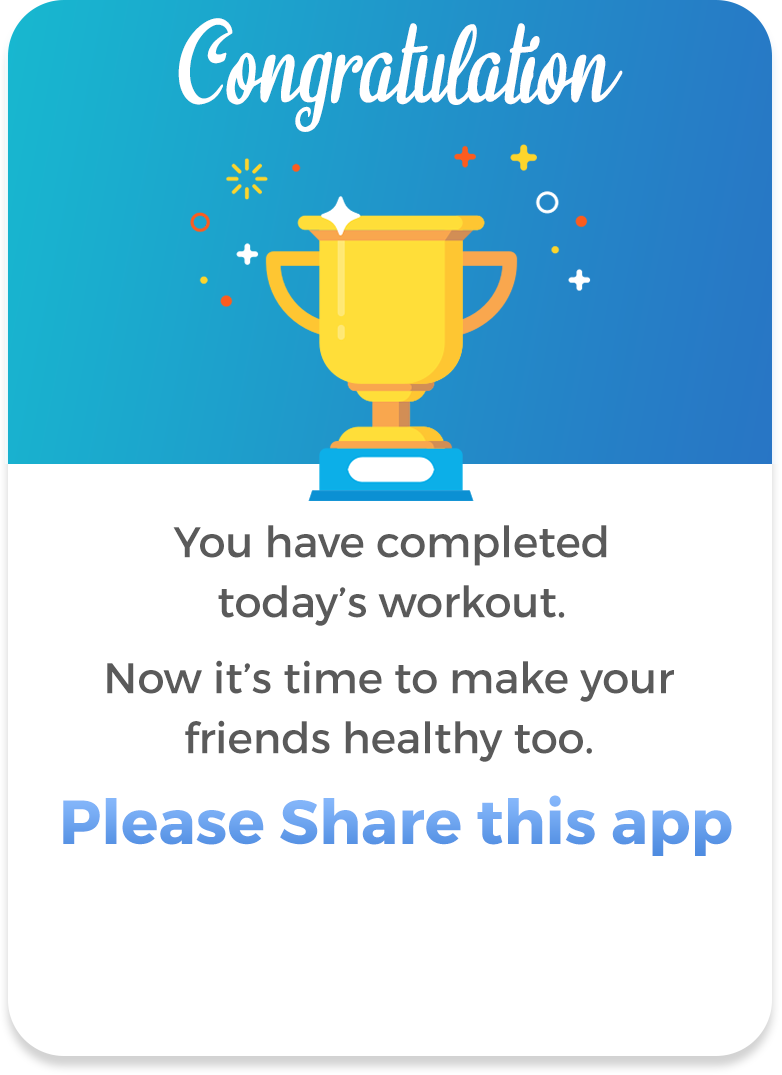 Congratulation
You have completed
today’s workout.
Now it’s time to make your
friends healthy too.
Please Share this app